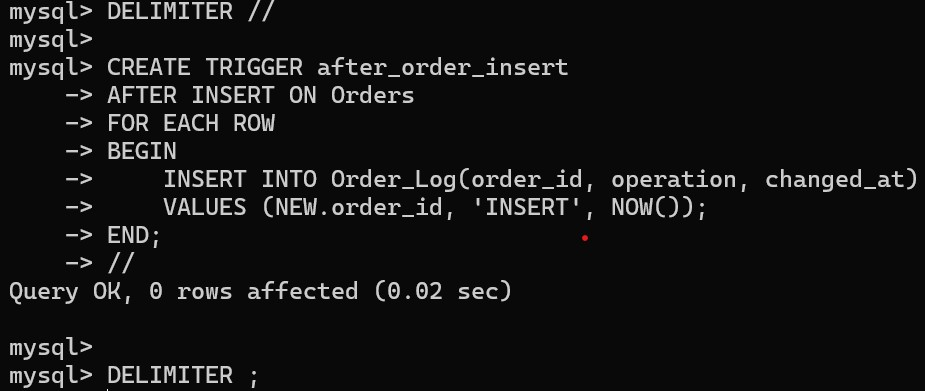 mysql> DELIMITER //
mysql>
mysql> CREATE TRIGGER after_order_insert
    -> AFTER INSERT ON Orders
    -> FOR EACH ROW
    -> BEGIN
    ->     INSERT INTO Order_Log(order_id, operation, changed_at)
    ->     VALUES (NEW.order_id, 'INSERT', NOW());
    -> END;
    -> //
Query OK, 0 rows affected (0.02 sec)
mysql>
mysql> DELIMITER ;